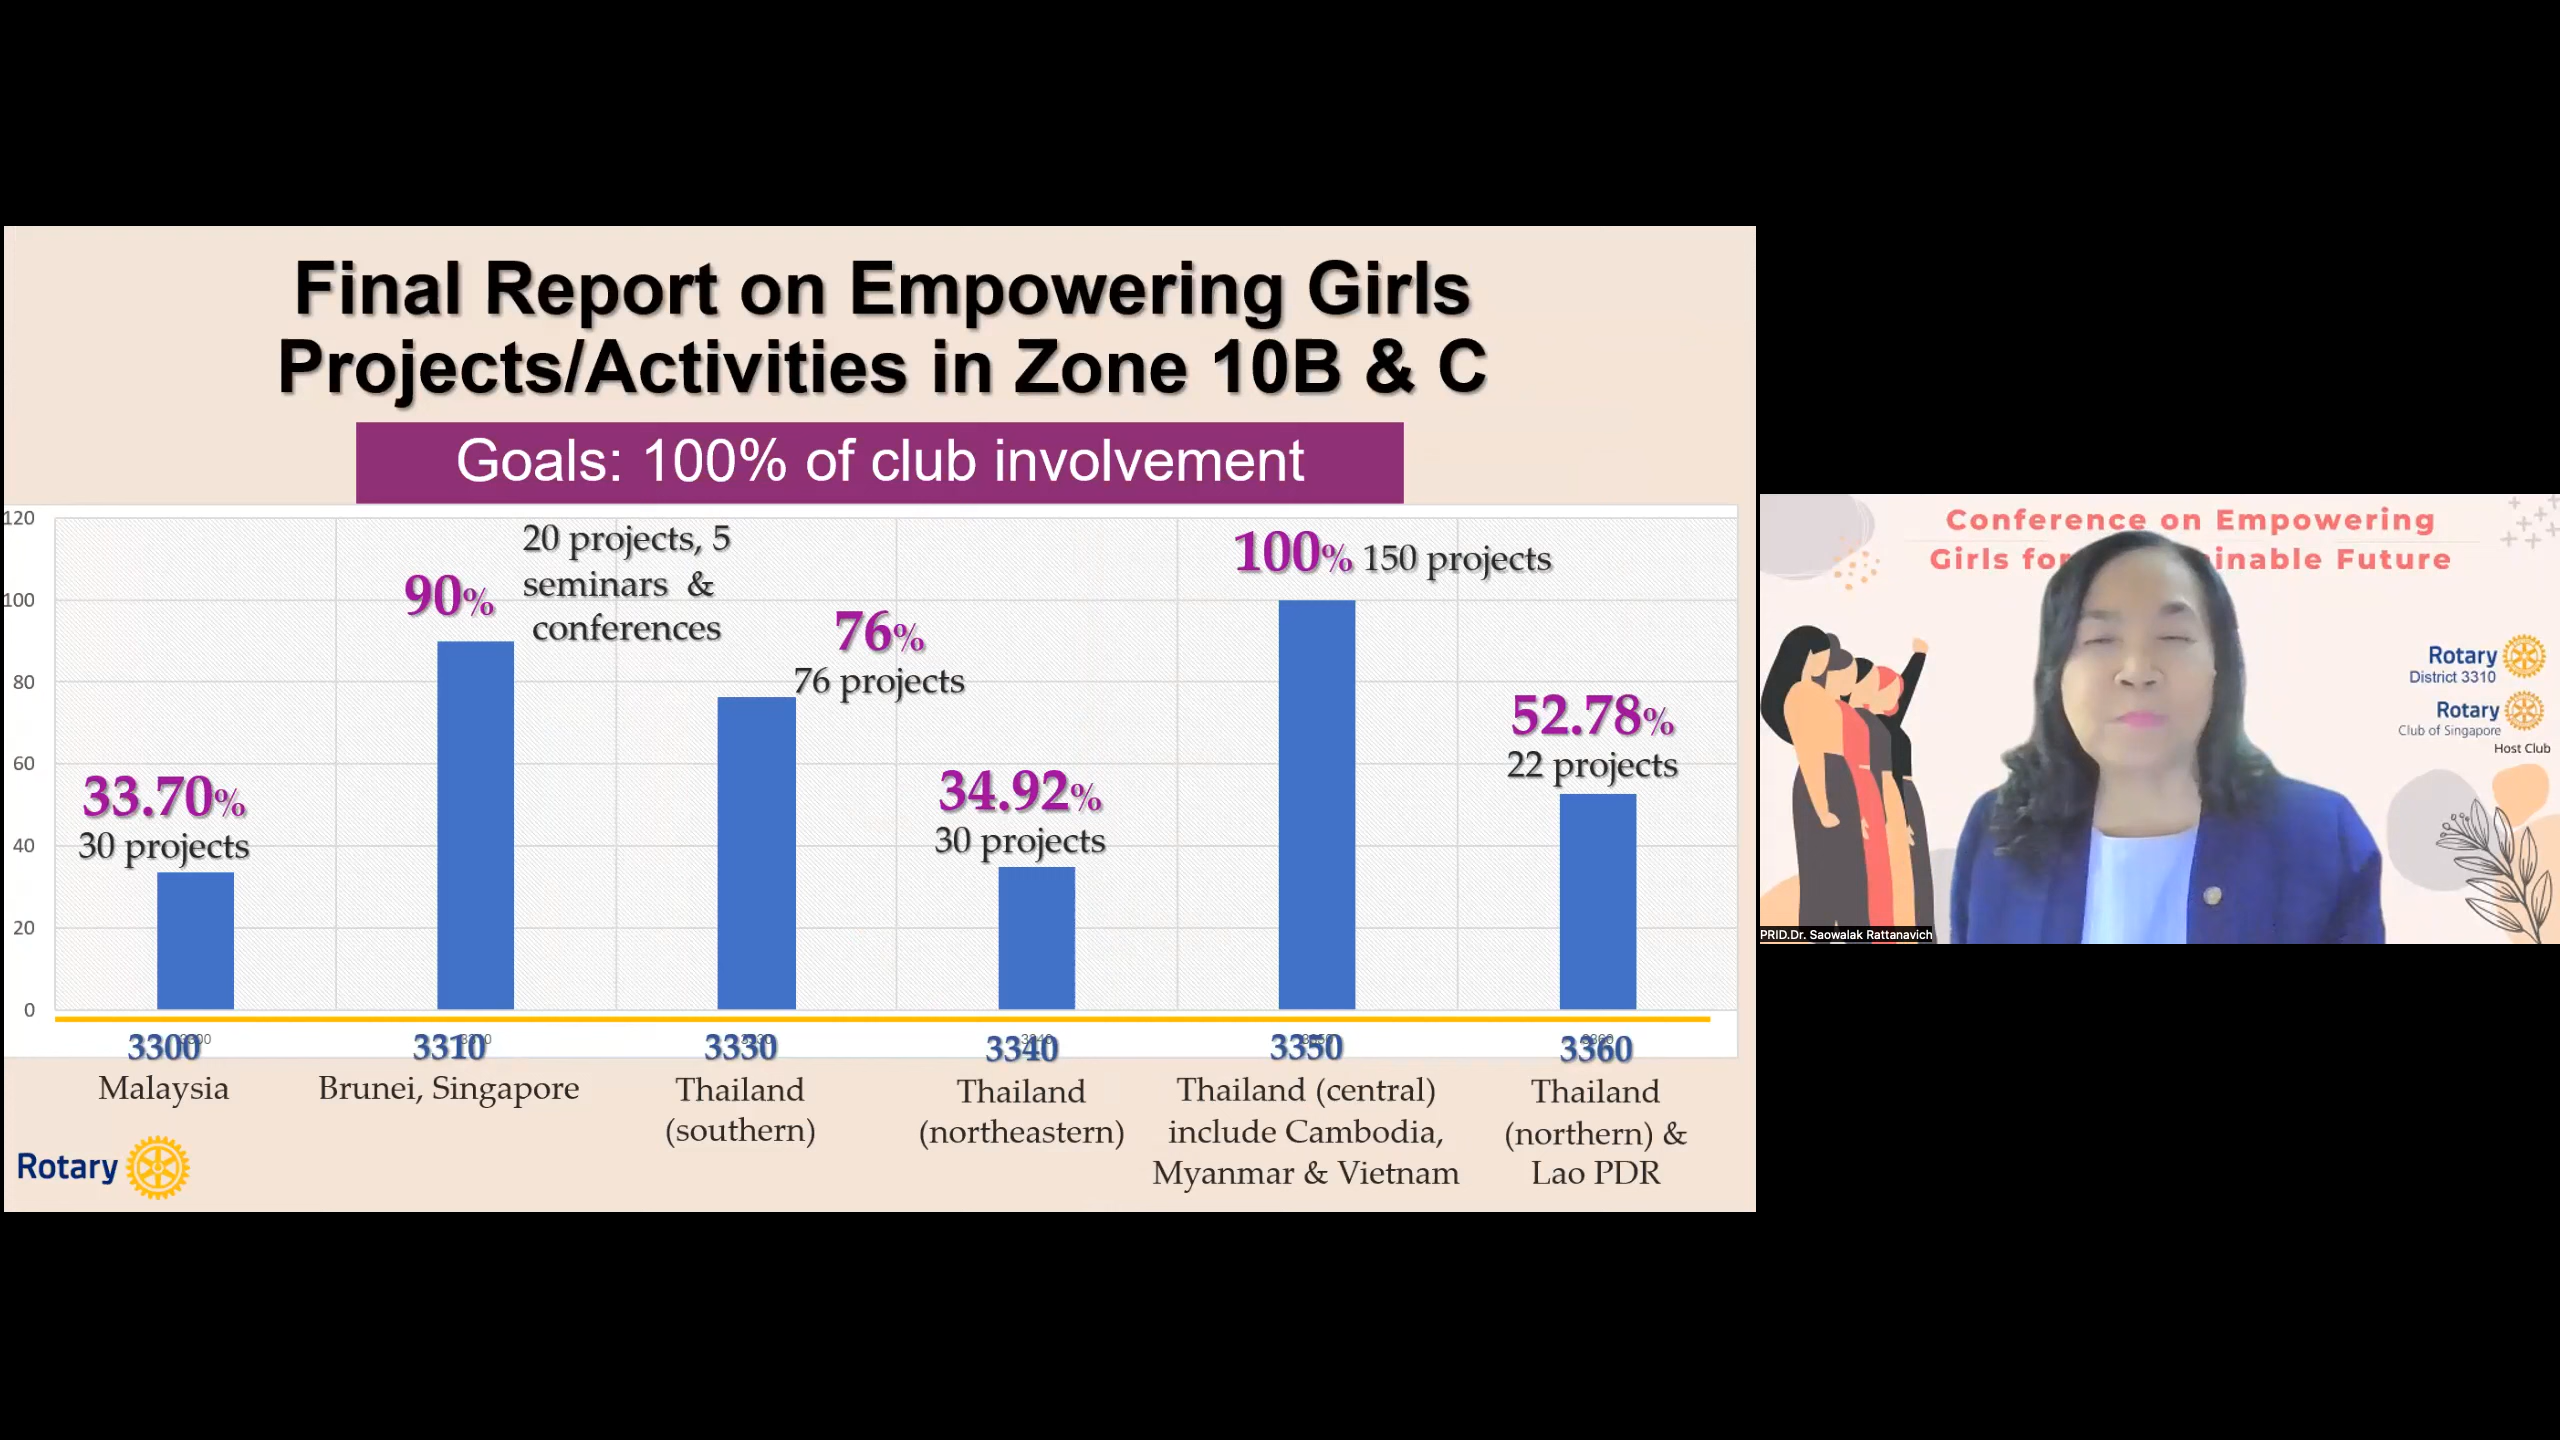 Final Report on Empowering Girls
Projects/Activities in Zone 10B & C
Goals: 100% of club involvement
120
100
80
60
40
20
0
33.70%
30 projects
90%
20 projects, 5
seminars &
conferences
76%
76 projects
34.92%
30 projects
100% 150 projects
52.78%
22 projects
3300
Malaysia
3310
Brunei, Singapore
3330
Thailand
(southern)
3340
Thailand
(northeastern)
3350
Thailand (central)
include Cambodia,
Myanmar & Vietnam
3360
Thailand
(northern) &
Lao PDR
Rotary
Conference on Empowering
Girls for Future
Rotary
District 3310
Rotary
Club of Singapore
Host Club
PRID.Dr. Saowalak Rattanavich